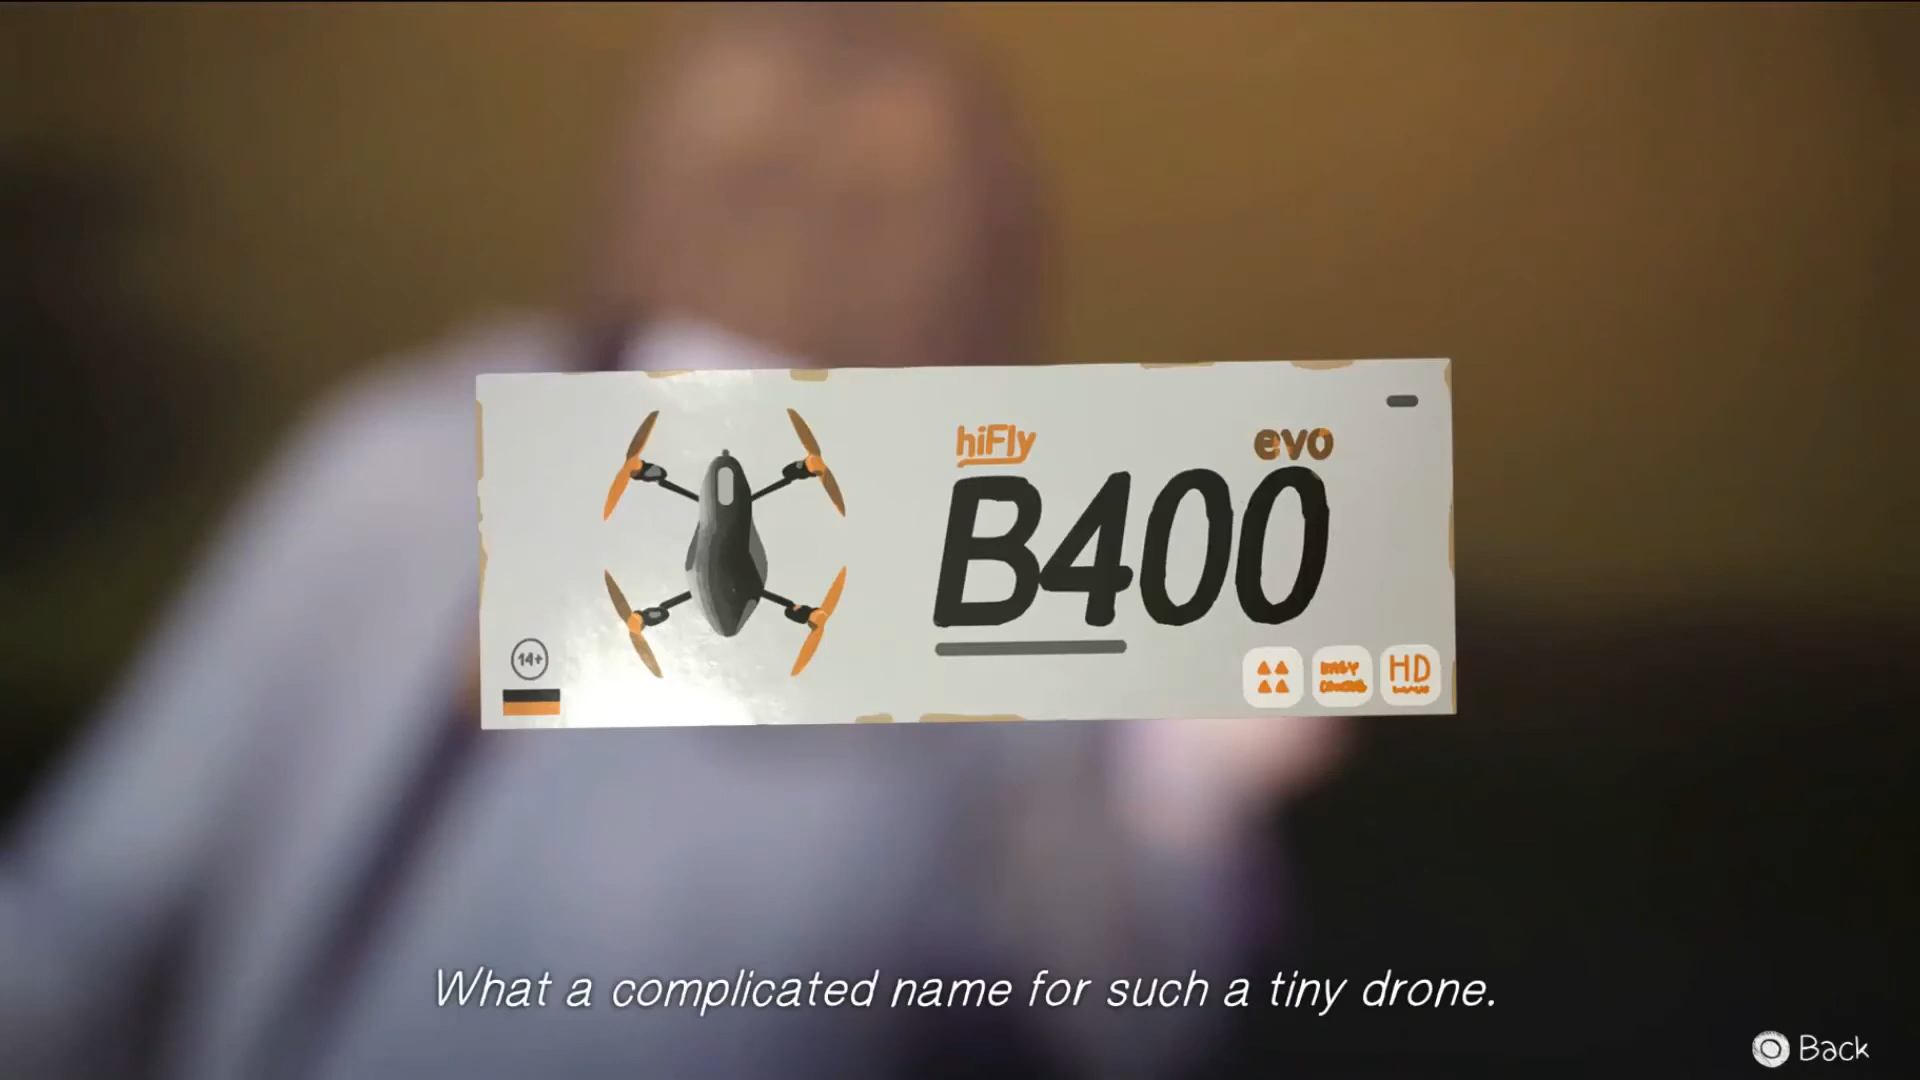 hiFly
evo
B400
14+
HD
What a complicated name for such a tiny drone.
Back